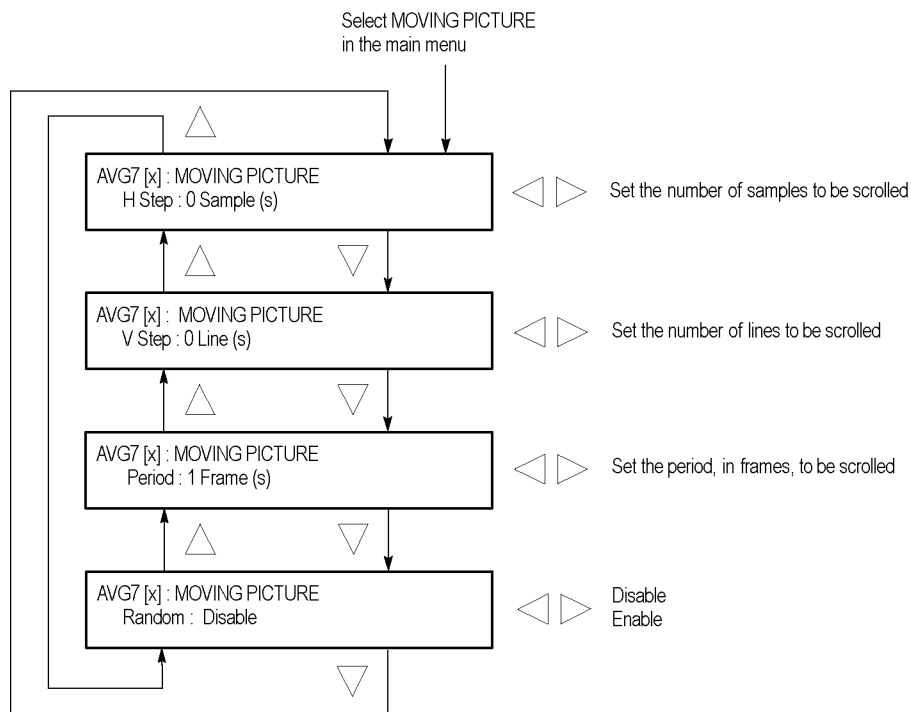 Select MOVING PICTURE
in the main menu
AVG7 [x] : MOVING PICTURE
H Step : 0 Sample (s)
Set the number of samples to be scrolled
AVG7 [x] : MOVING PICTURE
V Step : 0 Line (s)
Set the number of lines to be scrolled
AVG7 [x] : MOVING PICTURE
Period : 1 Frame (s)
Set the period, in frames, to be scrolled
AVG7 [x] : MOVING PICTURE
Random : Disable
Disable
Enable